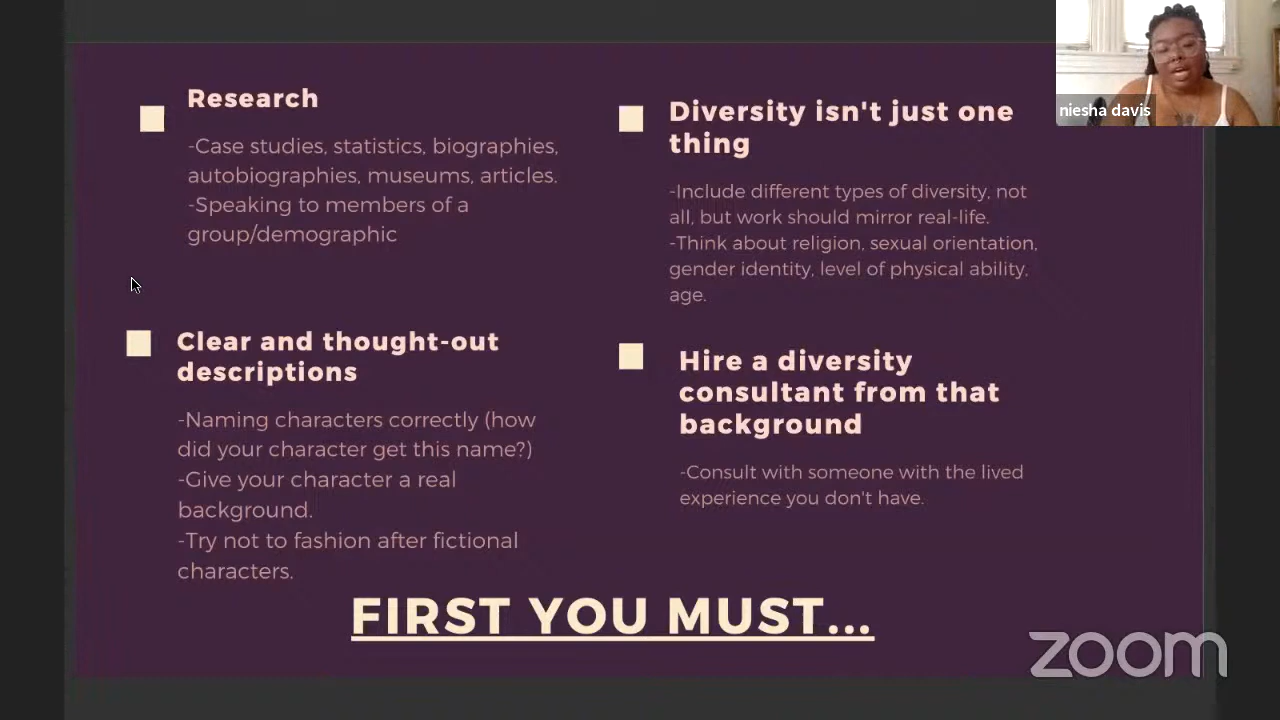 Research
-Case studies, statistics, biographies,
autobiographies, museums, articles.
-Speaking to members of a
group/demographic
Diversity isn't just one
thing
-Include different types of diversity, not
all, but work should mirror real-life.
-Think about religion, sexual orientation,
gender identity, level of physical ability,
age.
Clear and thought-out
descriptions
-Naming characters correctly (how
did your character get this name?)
-Give your character a real
background.
-Try not to fashion after fictional
characters.
Hire a diversity
consultant from that
background
-Consult with someone with the lived
experience you don't have.
FIRST YOU MUST...
niesha davis
zoom